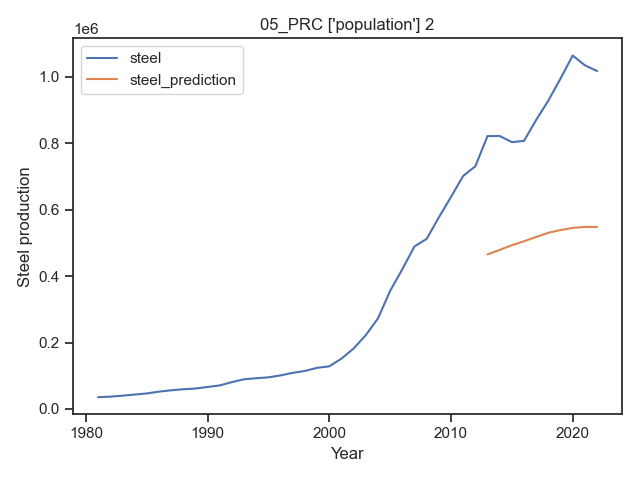 05_PRC ['population'] 2
1e6
steel
steel_prediction
1.0
0.8
0.6
0.4
0.2
0.0
Steel production
1980
1990
2000
2010
2020
Year